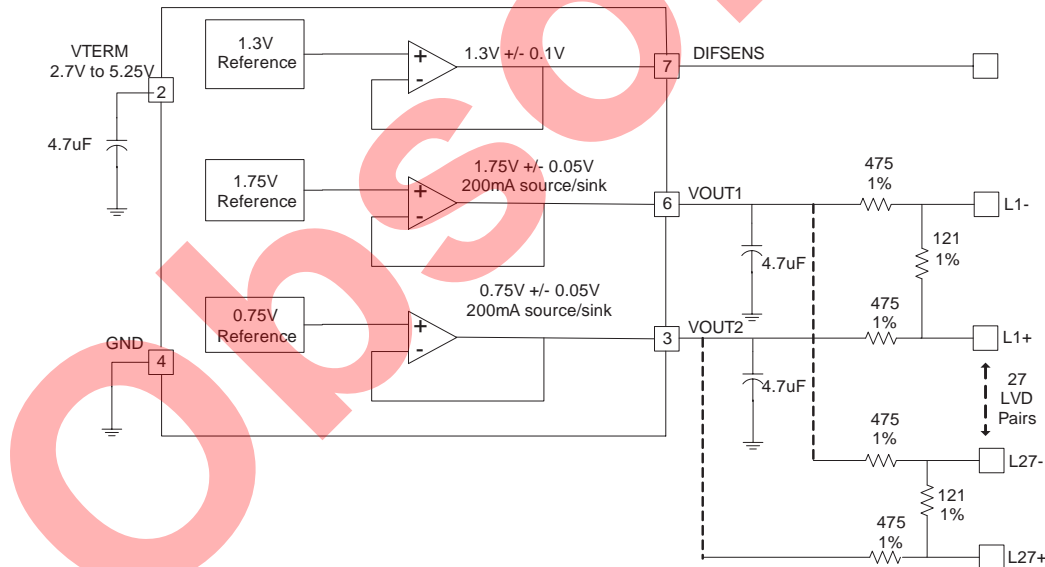 VTERM
2.7V to 5.25V
2
4.7uF
1.3V
Reference
+
-
1.3V +/- 0.1V
7
DIFSENS
1.75V
Reference
+
-
1.75V +/- 0.05V
200mA source/sink
6
VOUT1
4.7uF
475
1%
L1-
121
1%
0.75V
Reference
+
-
0.75V +/- 0.05V
200mA source/sink
3
VOUT2
4.7uF
475
1%
L1+
GND
4
27
LVD
Pairs
475
1%
L27-
121
1%
475
1%
L27+
Obso